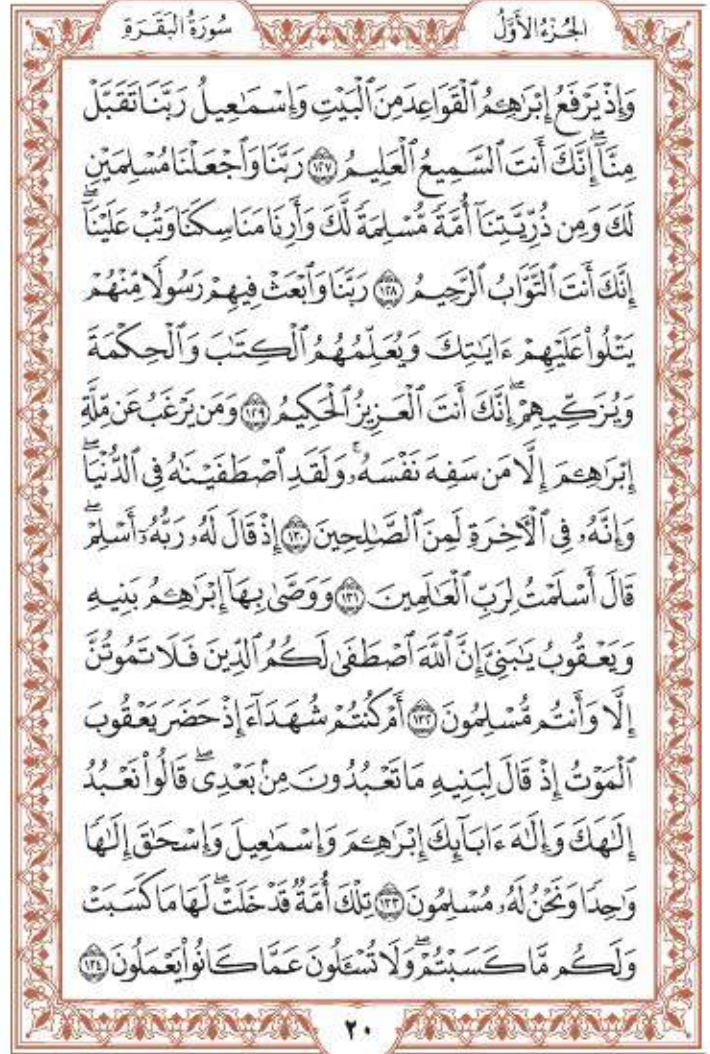 الجُزْءُ الأَوَّلُ
سُورَةُ البَقَرَةِ
وَإِذْ يَرْفَعُ إِبْرَٰهِـۧمُ ٱلْقَوَاعِدَ مِنَ ٱلْبَيْتِ وَإِسْمَٰعِيلُ رَبَّنَا تَقَبَّلْ
مِنَّآ ۖ إِنَّكَ أَنتَ ٱلسَّمِيعُ ٱلْعَلِيمُ ١٢٧ رَبَّنَا وَٱجْعَلْنَا مُسْلِمَيْنِ
لَكَ وَمِن ذُرِّيَّتِنَآ أُمَّةً مُّسْلِمَةً لَّكَ وَأَرِنَا مَنَاسِكَنَا وَتُبْ عَلَيْنَآ ۖ
إِنَّكَ أَنتَ ٱلتَّوَّابُ ٱلرَّحِيمُ ١٢٨ رَبَّنَا وَٱبْعَثْ فِيهِمْ رَسُولًا مِّنْهُمْ
يَتْلُوا۟ عَلَيْهِمْ ءَايَٰتِكَ وَيُعَلِّمُهُمُ ٱلْكِتَٰبَ وَٱلْحِكْمَةَ
وَيُزَكِّيهِمْ ۚ إِنَّكَ أَنتَ ٱلْعَزِيزُ ٱلْحَكِيمُ ١٢٩ وَمَن يَرْغَبُ عَن مِّلَّةِ
إِبْرَٰهِـۧمَ إِلَّا مَن سَفِهَ نَفْسَهُۥ ۚ وَلَقَدِ ٱصْطَفَيْنَٰهُ فِى ٱلدُّنْيَا ۖ
وَإِنَّهُۥ فِى ٱلْءَاخِرَةِ لَمِنَ ٱلصَّٰلِحِينَ ١٣٠ إِذْ قَالَ لَهُۥ رَبُّهُۥٓ أَسْلِمْ ۖ
قَالَ أَسْلَمْتُ لِرَبِّ ٱلْعَٰلَمِينَ ١٣١ وَوَصَّىٰ بِهَآ إِبْرَٰهِـۧمُ بَنِيهِ
وَيَعْقُوبُ يَٰبَنِىَّ إِنَّ ٱللَّهَ ٱصْطَفَىٰ لَكُمُ ٱلدِّينَ فَلَا تَمُوتُنَّ
إِلَّا وَأَنتُم مُّسْلِمُونَ ١٣٢ أَمْ كُنتُمْ شُهَدَآءَ إِذْ حَضَرَ يَعْقُوبَ
ٱلْمَوْتُ إِذْ قَالَ لِبَنِيهِ مَا تَعْبُدُونَ مِنۢ بَعْدِى ۖ قَالُوا۟ نَعْبُدُ
إِلَٰهَكَ وَإِلَٰهَ ءَابَآئِكَ إِبْرَٰهِـۧمَ وَإِسْمَٰعِيلَ وَإِسْحَٰقَ إِلَٰهًا
وَٰحِدًا وَنَحْنُ لَهُۥ مُسْلِمُونَ ١٣٣ تِلْكَ أُمَّةٌ قَدْ خَلَتْ ۖ لَهَا مَا كَسَبَتْ
وَلَكُم مَّا كَسَبْتُمْ ۖ وَلَا تُسْـَٔلُونَ عَمَّا كَانُوا۟ يَعْمَلُونَ ١٣٤
٢٠